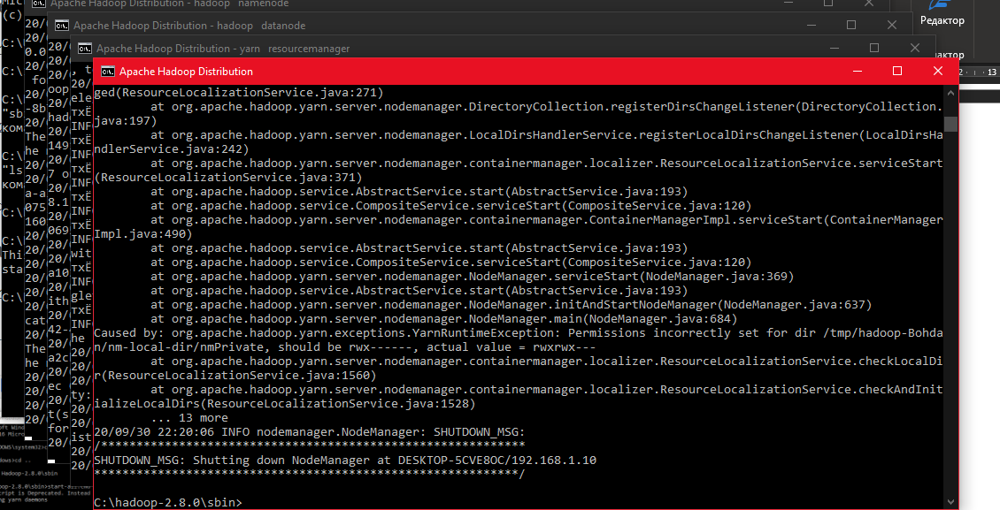 Apache Hadoop Distribution - hadoop   namenode
Apache Hadoop Distribution - hadoop   datanode
Apache Hadoop Distribution - yarn   resourcemanager
Редактор
Apache Hadoop Distribution
ged(ResourceLocalizationService.java:271)
        at org.apache.hadoop.yarn.server.nodemanager.DirectoryCollection.registerDirsChangeListener(DirectoryCollection.
java:197)
        at org.apache.hadoop.yarn.server.nodemanager.LocalDirsHandlerService.registerLocalDirsChangeListener(LocalDirsHa
ndlerService.java:242)
        at org.apache.hadoop.yarn.server.nodemanager.containermanager.localizer.ResourceLocalizationService.serviceStart
(ResourceLocalizationService.java:371)
        at org.apache.hadoop.service.AbstractService.start(AbstractService.java:193)
        at org.apache.hadoop.service.CompositeService.serviceStart(CompositeService.java:120)
        at org.apache.hadoop.yarn.server.nodemanager.containermanager.ContainerManagerImpl.serviceStart(ContainerManager
Impl.java:490)
        at org.apache.hadoop.service.AbstractService.start(AbstractService.java:193)
        at org.apache.hadoop.service.CompositeService.serviceStart(CompositeService.java:120)
        at org.apache.hadoop.yarn.server.nodemanager.NodeManager.serviceStart(NodeManager.java:369)
        at org.apache.hadoop.service.AbstractService.start(AbstractService.java:193)
        at org.apache.hadoop.yarn.server.nodemanager.NodeManager.initAndStartNodeManager(NodeManager.java:637)
        at org.apache.hadoop.yarn.server.nodemanager.NodeManager.main(NodeManager.java:684)
Caused by: org.apache.hadoop.yarn.exceptions.YarnRuntimeException: Permissions incorrectly set for dir /tmp/hadoop-Bohda
n/nm-local-dir/nmPrivate, should be rwx------, actual value = rwxrwx---
        at org.apache.hadoop.yarn.server.nodemanager.containermanager.localizer.ResourceLocalizationService.checkLocalDi
r(ResourceLocalizationService.java:1560)
        at org.apache.hadoop.yarn.server.nodemanager.containermanager.localizer.ResourceLocalizationService.checkAndInit
ializeLocalDirs(ResourceLocalizationService.java:1528)
        ... 13 more
20/09/30 22:20:06 INFO nodemanager.NodeManager: SHUTDOWN_MSG:
/************************************************************
SHUTDOWN_MSG: Shutting down NodeManager at DESKTOP-5CVE8OC/192.168.1.10
************************************************************/
C:\hadoop-2.8.0\sbin>